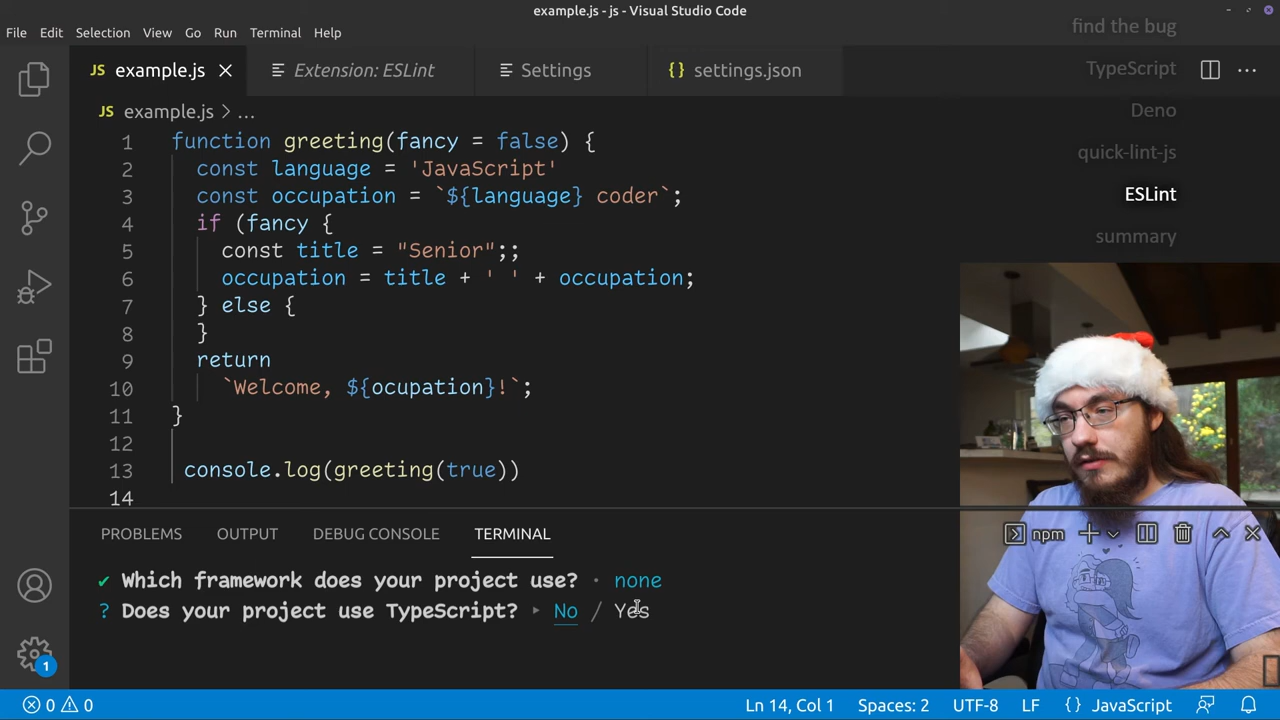 example.js - js - Visual Studio Code
File Edit Selection View Go Run Terminal Help
find the bug
TypeScript
Deno
quick-lint-js
ESLint
summary
JS example.js Extension: ESLint Settings {} settings.json
JS example.js > ...
1 function greeting(fancy = false) {
2 const language = 'JavaScript'
3 const occupation = `${language} coder`;
4 if (fancy {
5 const title = "Senior";;
6 occupation = title + ' ' + occupation;
7 } else {
8 }
9 return
10 `Welcome, ${ocupation}!`;
11 }
12
13 console.log(greeting(true))
14
PROBLEMS OUTPUT DEBUG CONSOLE TERMINAL npm
✔ Which framework does your project use? · none
? Does your project use TypeScript? ▸ No / Yes
1
0 0 Ln 14, Col 1 Spaces: 2 UTF-8 LF {} JavaScript